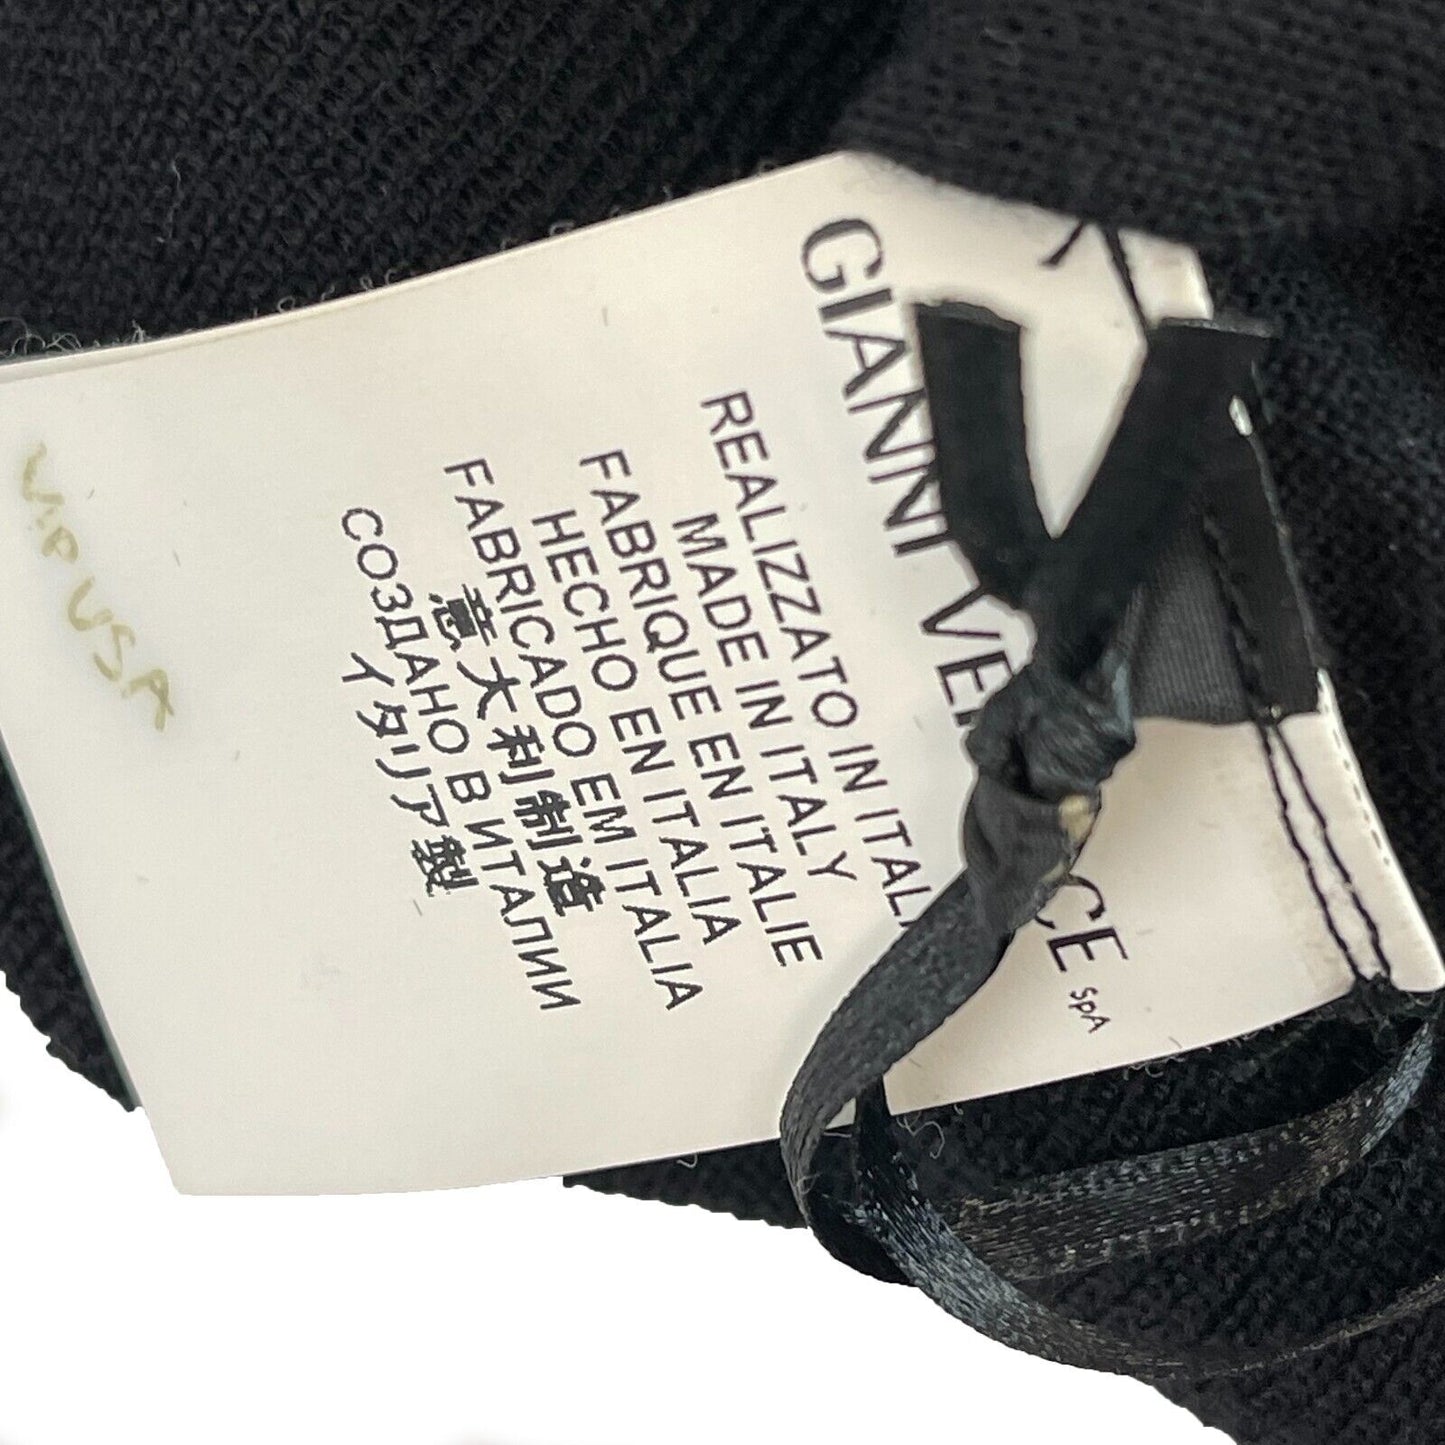 GIANNI VE CE SpA
REALIZZATO IN ITAL
MADE IN ITALY
FABRIQUE EN ITALIE
HECHO EN ITALIA
FABRICADO EM ITALIA
意大利制造
СОЗДАНО В ИТАЛИИ
イタリア製
V.P USA